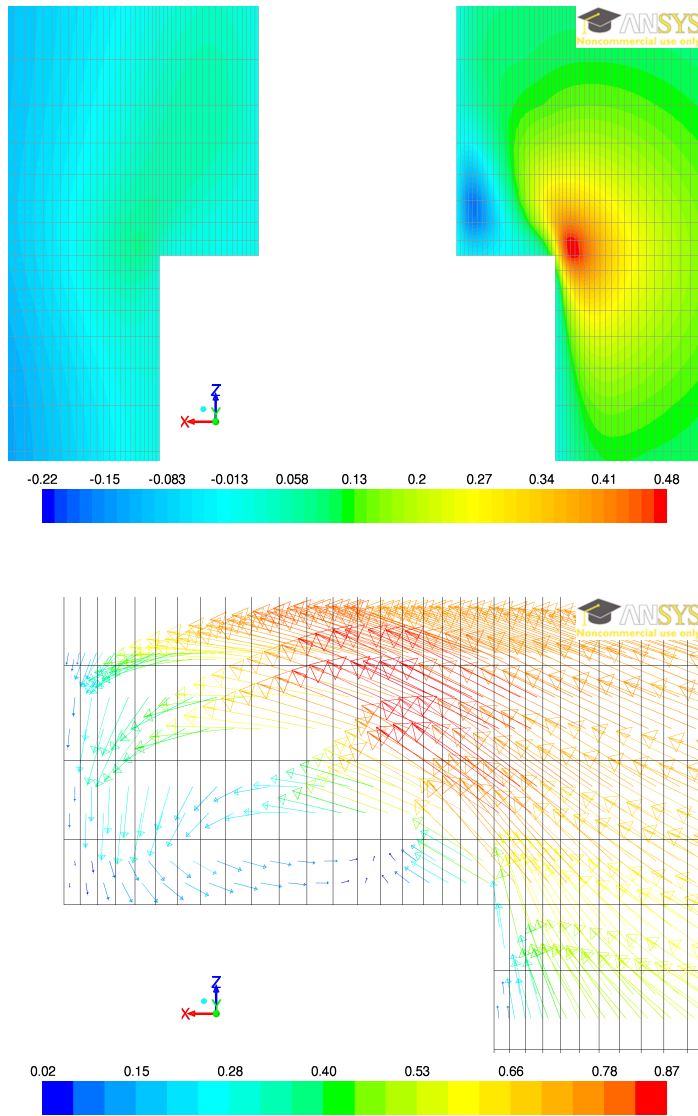 ANSYS
Noncommercial use only
Z
X
Y
-0.22 -0.15 -0.083 -0.013 0.058 0.13 0.2 0.27 0.34 0.41 0.48
ANSYS
Noncommercial use only
Z
X
Y
0.02 0.15 0.28 0.40 0.53 0.66 0.78 0.87